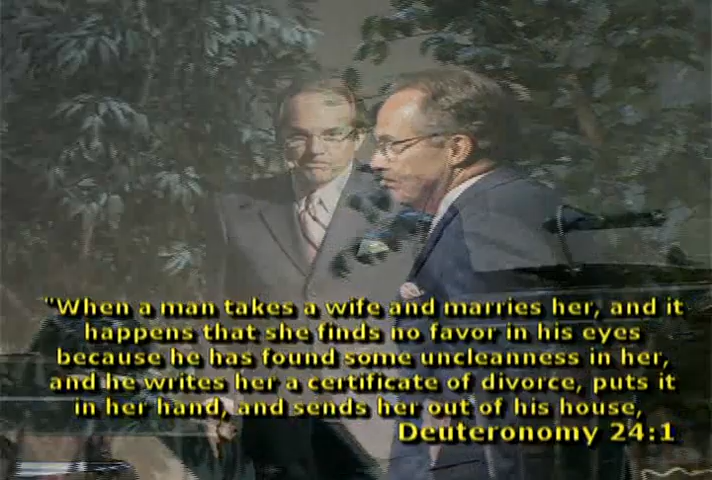 "When a man takes a wife and marries her, and it
happens that she finds no favor in his eyes
because he has found some uncleanness in her,
and he writes her a certificate of divorce, puts it
in her hand, and sends her out of his house,
Deuteronomy 24:1